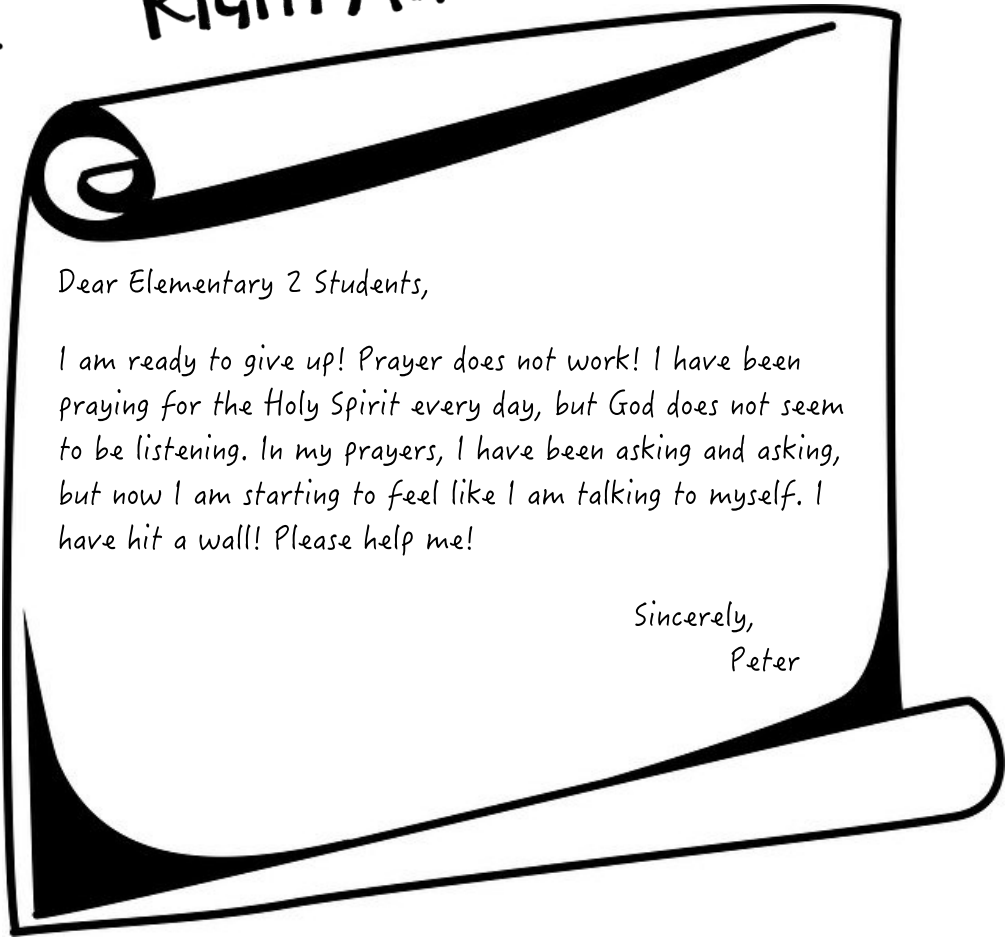 Dear Elementary 2 Students,
I am ready to give up! Prayer does not work! I have been
praying for the Holy Spirit every day, but God does not seem
to be listening. In my prayers, I have been asking and asking,
but now I am starting to feel like I am talking to myself. I
have hit a wall! Please help me!
Sincerely,
Peter